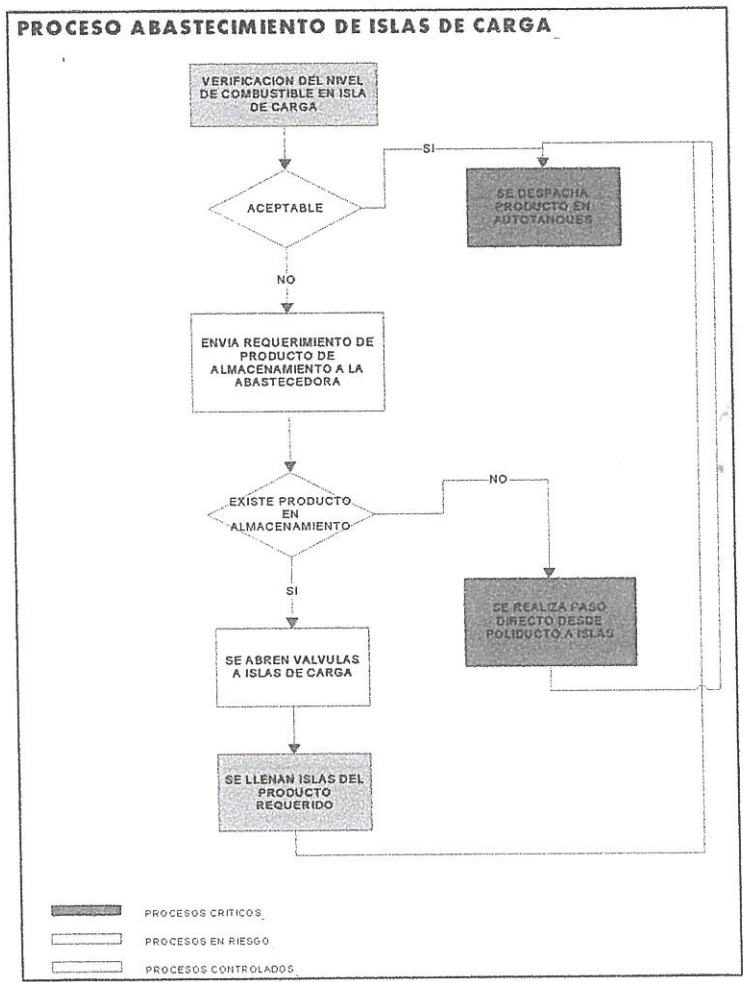 PROCESO ABASTECIMIENTO DE ISLAS DE CARGA
VERIFICACION DEL NIVEL
DE COMBUSTIBLE EN ISLA
DE CARGA
SI
ACEPTABLE
SE DESPACHA
PRODUCTO EN
AUTOTANQUES
NO
ENVIA REQUERIMIENTO DE
PRODUCTO DE
ALMACENAMIENTO A LA
ABASTECEDORA
NO
EXISTE PRODUCTO
EN
ALMACENAMIENTO
SI
SE REALIZA PASO
DIRECTO DESDE
POLIDUCTO A ISLAS
SE ABREN VALVULAS
A ISLAS DE CARGA
SE LLENAN ISLAS DEL
PRODUCTO
REQUERIDO
PROCESOS CRITICOS
PROCESOS EN RIESGO
PROCESOS CONTROLADOS